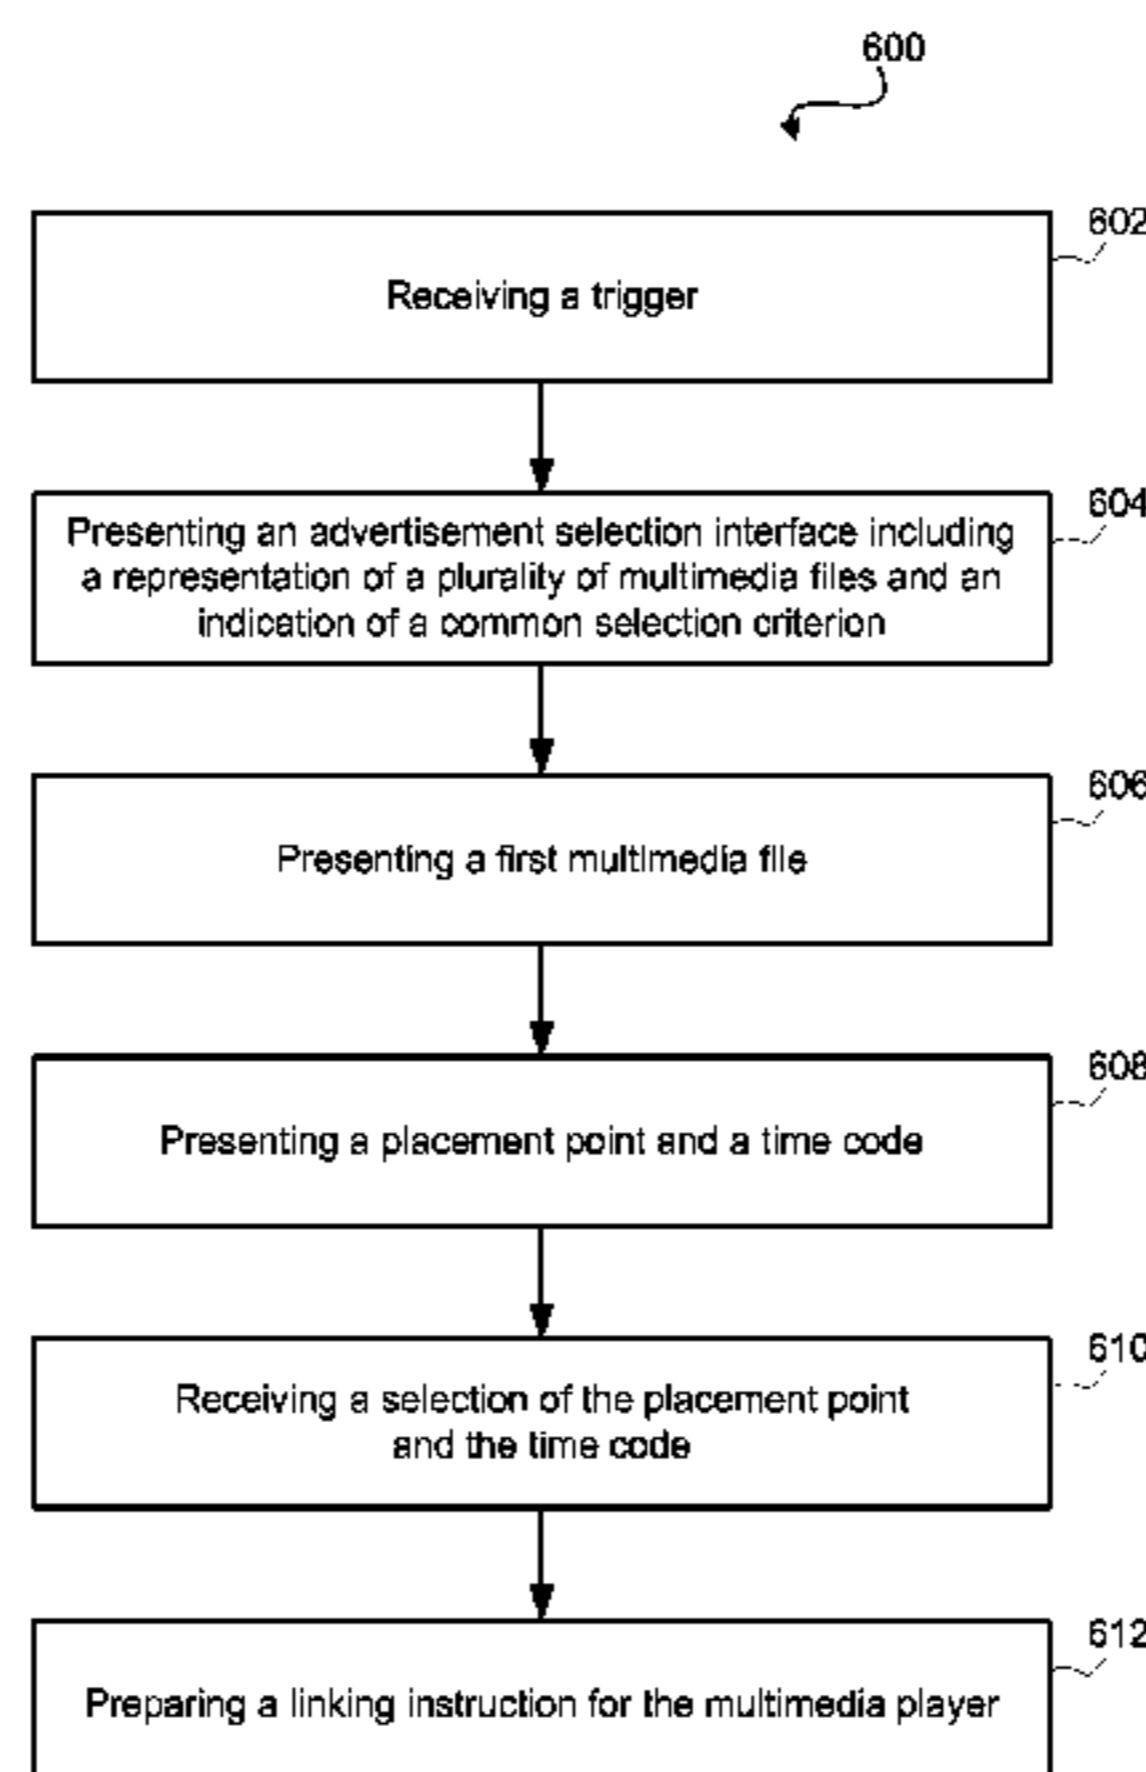 600
602
Receiving a trigger
604
Presenting an advertisement selection interface including
a representation of a plurality of multimedia files and an
indication of a common selection criterion
606
Presenting a first multimedia file
608
Presenting a placement point and a time code
610
Receiving a selection of the placement point
and the time code
612
Preparing a linking instruction for the multimedia player